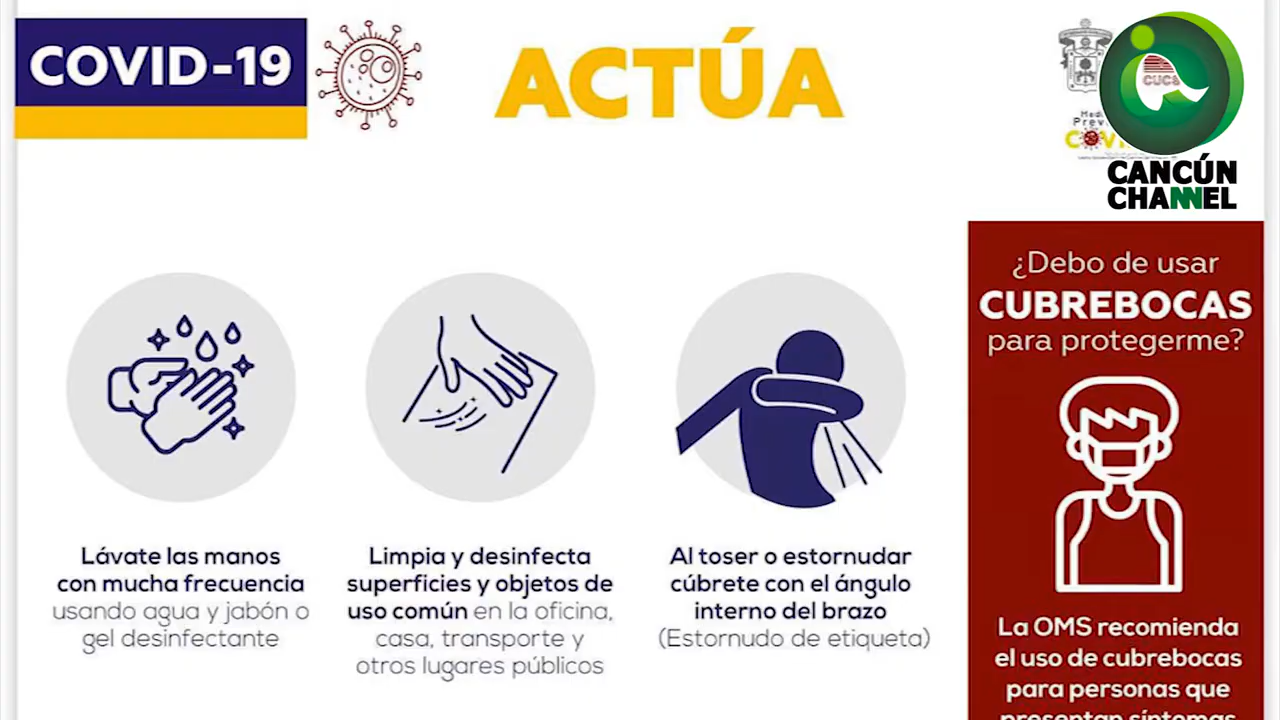 COVID-19
ACTÚA
CUCS
CANCÚN
CHANNEL
Lávate las manos
con mucha frecuencia
usando agua y jabón o
gel desinfectante
Limpia y desinfecta
superficies y objetos de
uso común en la oficina,
casa, transporte y
otros lugares públicos
Al toser o estornudar
cúbrete con el ángulo
interno del brazo
(Estornudo de etiqueta)
¿Debo de usar
CUBREBOCAS
para protegerme?
La OMS recomienda
el uso de cubrebocas
para personas que
presentan síntomas